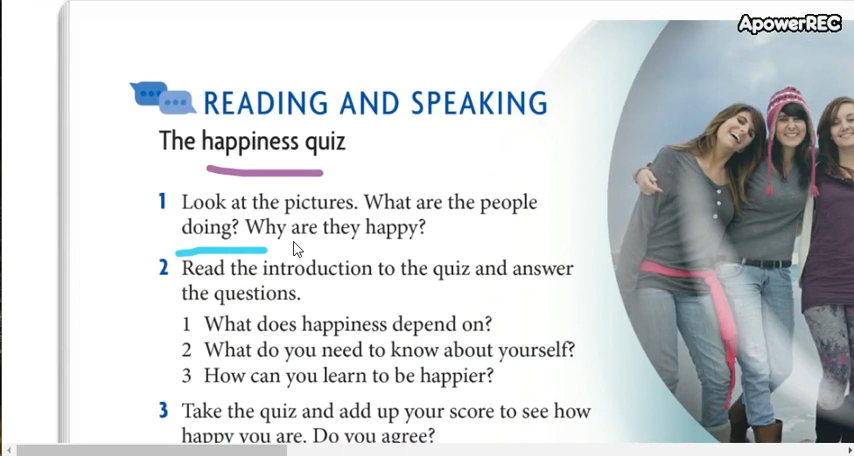 ApowerREC
READING AND SPEAKING
The happiness quiz
1 Look at the pictures. What are the people
doing? Why are they happy?
2 Read the introduction to the quiz and answer
the questions.
1 What does happiness depend on?
2 What do you need to know about yourself?
3 How can you learn to be happier?
3 Take the quiz and add up your score to see how
happy you are. Do you agree?